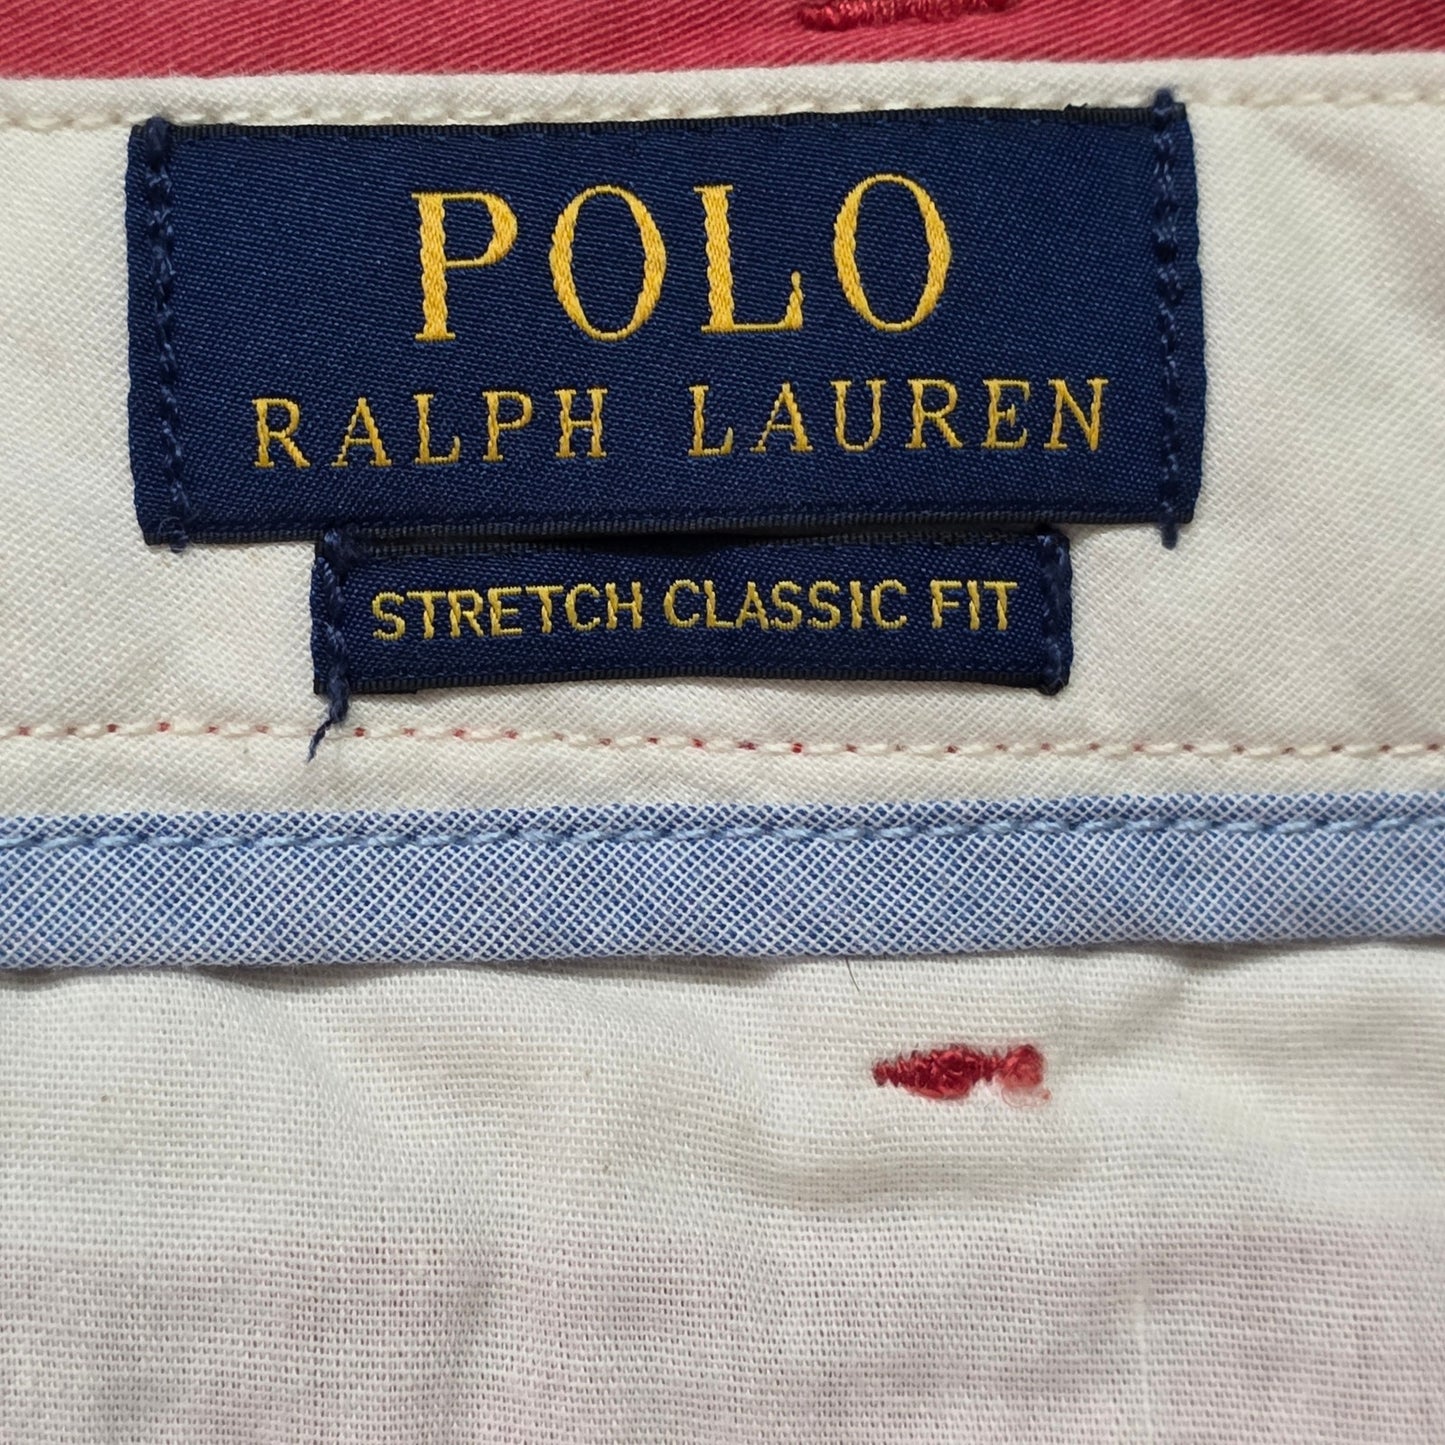 POLO
RALPH LAUREN
STRETCH CLASSIC FIT